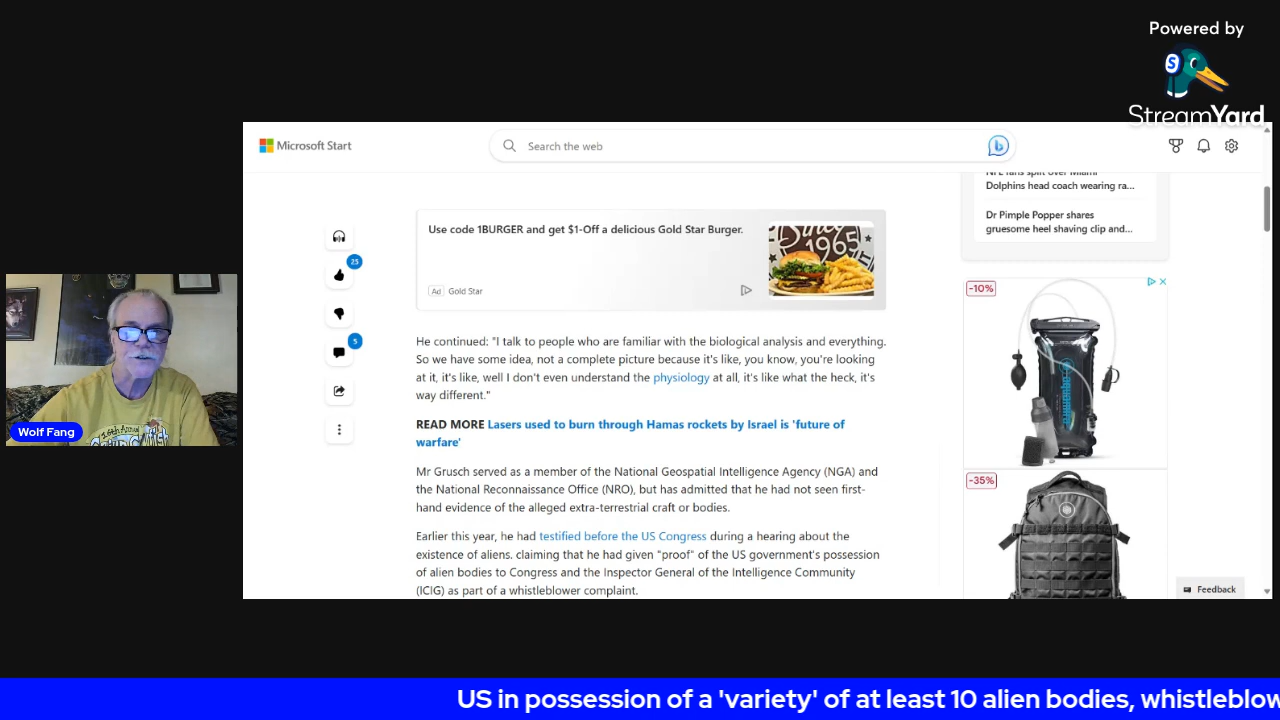 Powered by
S
StreamYard
Microsoft Start
Search the web
NFL fans split over Miami
Dolphins head coach wearing ra...
Dr Pimple Popper shares
gruesome heel shaving clip and...
Use code 1BURGER and get $1-Off a delicious Gold Star Burger.
Since
1965
Ad Gold Star
23
5
He continued: "I talk to people who are familiar with the biological analysis and everything.
So we have some idea, not a complete picture because it's like, you know, you're looking
at it, it's like, well I don't even understand the physiology at all, it's like what the heck, it's
way different."
READ MORE Lasers used to burn through Hamas rockets by Israel is 'future of
warfare'
Mr Grusch served as a member of the National Geospatial Intelligence Agency (NGA) and
the National Reconnaissance Office (NRO), but has admitted that he had not seen first-
hand evidence of the alleged extra-terrestrial craft or bodies.
Earlier this year, he had testified before the US Congress during a hearing about the
existence of aliens. claiming that he had given "proof" of the US government's possession
of alien bodies to Congress and the Inspector General of the Intelligence Community
(ICIG) as part of a whistleblower complaint.
-10%
-35%
Feedback
Wolf Fang
US in possession of a 'variety' of at least 10 alien bodies, whistleblow